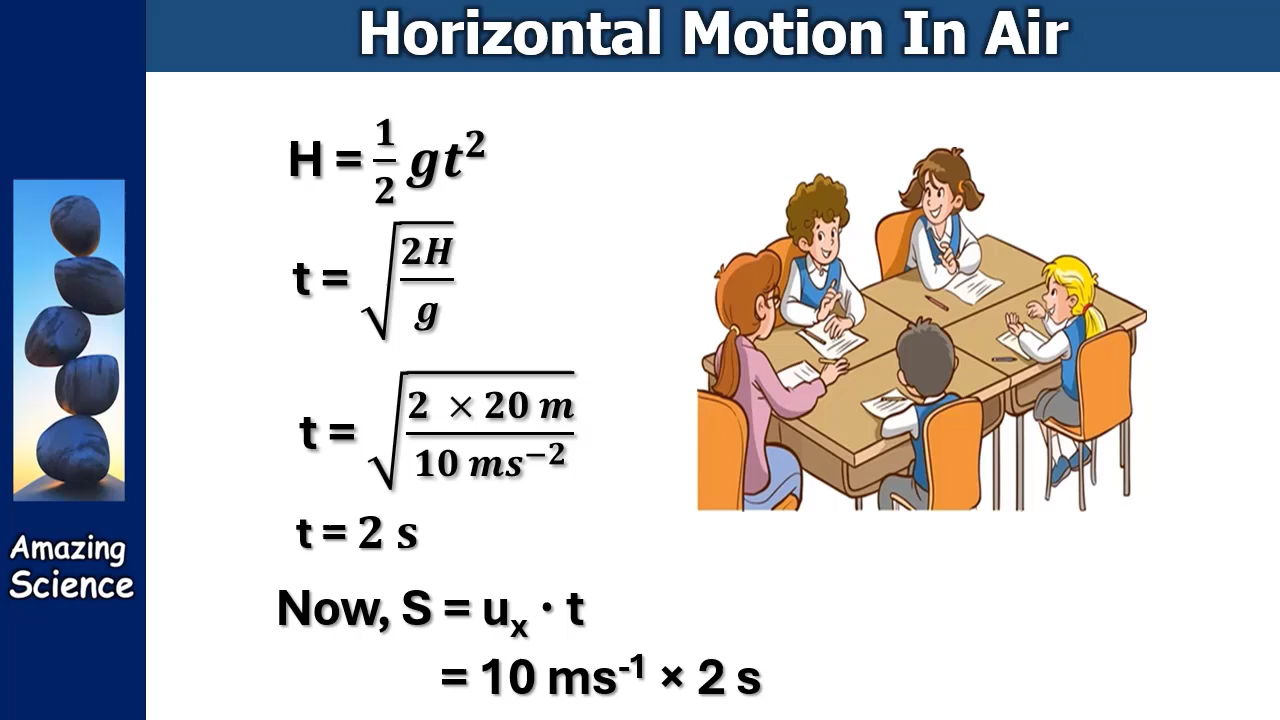 Horizontal Motion In Air
H = 1/2 gt²
t = √(2H/g)
t = √(2 × 20 m / 10 ms⁻²)
t = 2 s
Now, S = uₓ · t
= 10 ms⁻¹ × 2 s
Amazing
Science